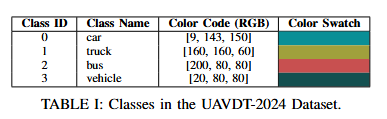 Class ID Class Name Color Code (RGB) Color Swatch
0 car [9, 143, 150]
1 truck [160, 160, 60]
2 bus [200, 80, 80]
3 vehicle [20, 80, 80]
TABLE I: Classes in the UAVDT-2024 Dataset.